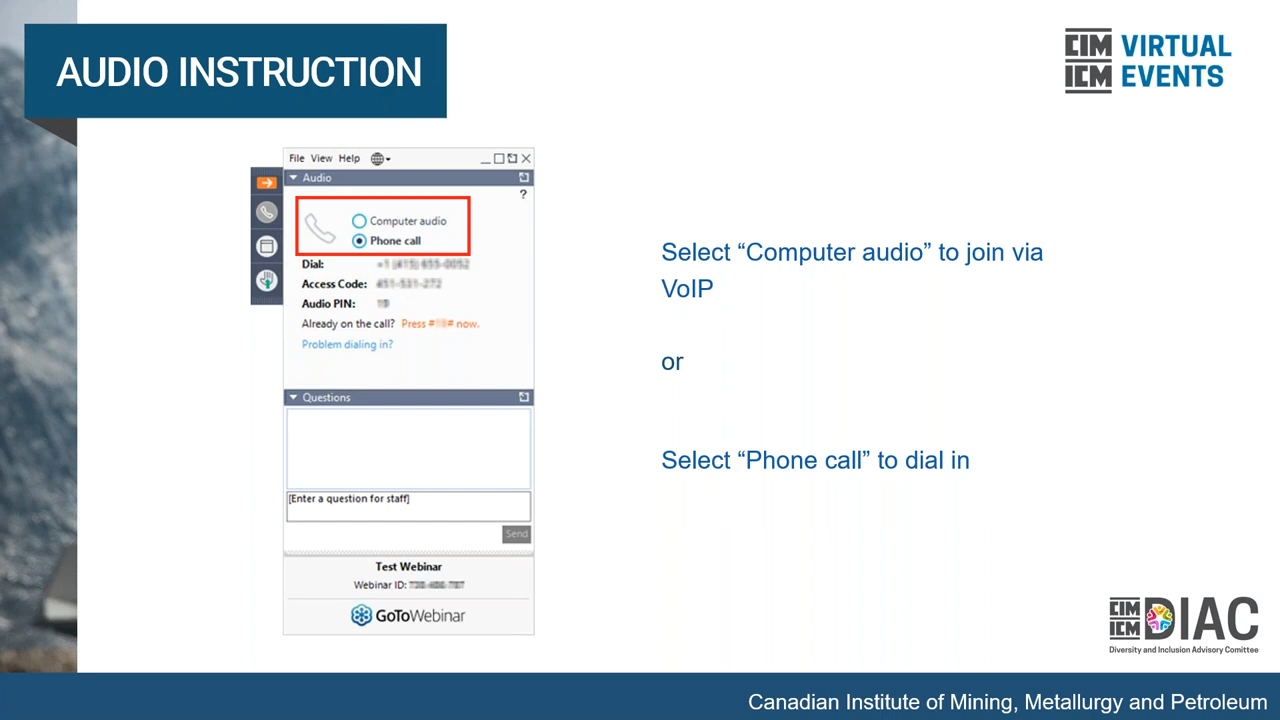 AUDIO INSTRUCTION
CIM VIRTUAL
ICM EVENTS
File View Help
Audio
?
Computer audio
Phone call
Dial:
Access Code:
Audio PIN:
Already on the call? Press # # now.
Problem dialing in?
Questions
[Enter a question for staff]
Send
Test Webinar
Webinar ID:
GoToWebinar
Select “Computer audio” to join via
VoIP
or
Select “Phone call” to dial in
CIM
ICM DIAC
Diversity and Inclusion Advisory Comittee
Canadian Institute of Mining, Metallurgy and Petroleum